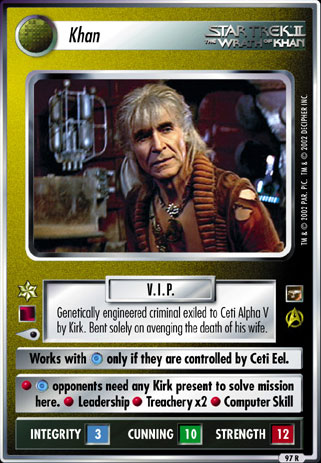 Khan
STAR TREK II
THE WRATH OF KHAN
TM & © 2002 PAR. PIC. TM & © 2002 DECIPHER INC.
V.I.P.
Genetically engineered criminal exiled to Ceti Alpha V
by Kirk. Bent solely on avenging the death of his wife.
Works with only if they are controlled by Ceti Eel.
opponents need any Kirk present to solve mission
here. Leadership Treachery x2 Computer Skill
INTEGRITY 3 CUNNING 10 STRENGTH 12
97 R